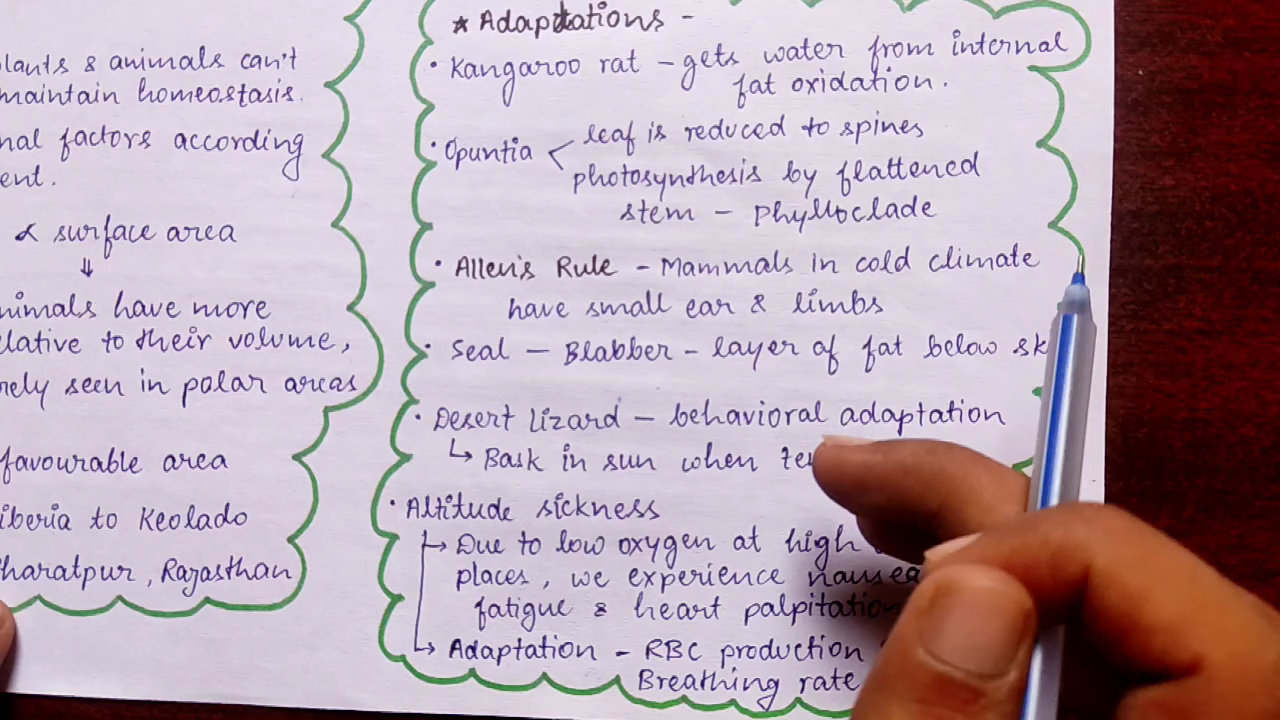 plants & animals can't
maintain homeostasis.
nal factors according
ent.
∝ surface area
⇓
nimals have more
lative to their volume,
rely seen in polar areas
favourable area
iberia to Keolado
haratpur, Rajasthan
★ Adaptations -
• Kangaroo rat - gets water from internal
fat oxidation.
• Opuntia < leaf is reduced to spines
photosynthesis by flattened
stem - Phylloclade
• Allen's Rule - Mammals in cold climate
have small ear & limbs
• Seal - Blabber - layer of fat below sk
• Desert lizard - behavioral adaptation
↳ Bask in sun when te
• Altitude sickness
→ Due to low oxygen at high
places, we experience nausea
fatigue & heart palpitation
↳ Adaptation - RBC production
Breathing rate